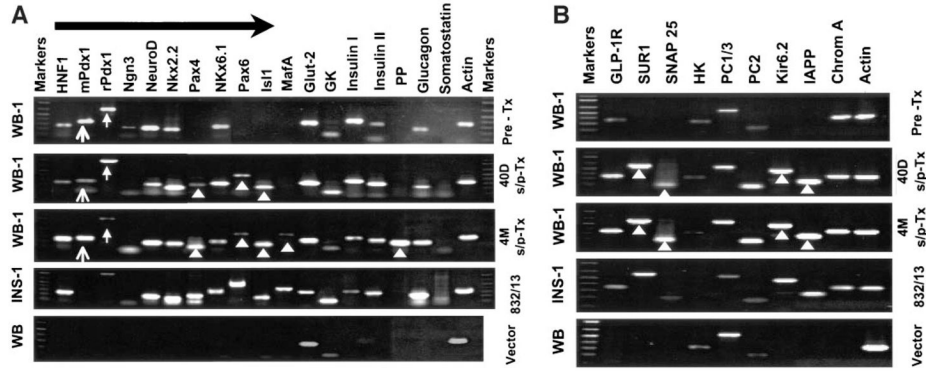 A
Markers HNF1 mPdx1 rPdx1 Ngn3 NeuroD Nkx2.2 Pax4 NKx6.1 Pax6 Isl1 MafA Glut-2 GK Insulin I Insulin II PP Glucagon Somatostatin Actin Markers
WB-1 Pre - Tx
WB-1 40D s/p-Tx
WB-1 4M s/p-Tx
INS-1 832/13
WB Vector
B
Markers GLP-1R SUR1 SNAP 25 HK PC1/3 PC2 Kir6.2 IAPP Chrom A Actin
WB-1 Pre -Tx
WB-1 40D s/p-Tx
WB-1 4M s/p-Tx
INS-1 832/13
WB Vector